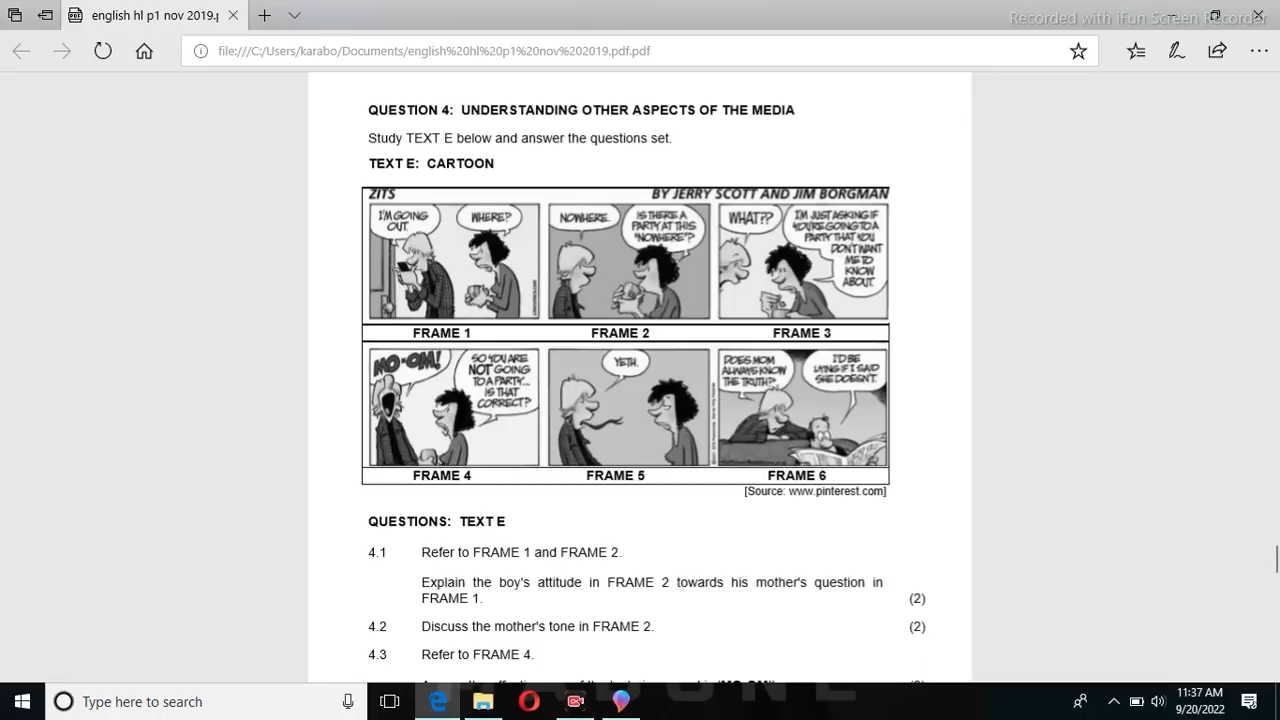 english hl p1 nov 2019.p
Recorded with iFun Screen Recorder
file:///C:/Users/karabo/Documents/english%20hl%20p1%20nov%202019.pdf.pdf
QUESTION 4: UNDERSTANDING OTHER ASPECTS OF THE MEDIA
Study TEXT E below and answer the questions set.
TEXT E: CARTOON
ZITS BY JERRY SCOTT AND JIM BORGMAN
I'M GOING
OUT.
WHERE?
NOWHERE.
IS THERE A
PARTY AT THIS
"NOWHERE"?
WHAT??
I'M JUST ASKING IF
YOU'RE GOING TO A
PARTY THAT YOU
DON'T WANT
ME TO
KNOW
ABOUT.
FRAME 1 FRAME 2 FRAME 3
MO-OM!
SO YOU ARE
NOT GOING
TO A PARTY...
IS THAT
CORRECT?
YETH.
DOES MOM
ALWAYS KNOW
THE TRUTH?
I'D BE
LYING IF I SAID
SHE DOESN'T.
FRAME 4 FRAME 5 FRAME 6
[Source: www.pinterest.com]
QUESTIONS: TEXT E
4.1 Refer to FRAME 1 and FRAME 2.
Explain the boy's attitude in FRAME 2 towards his mother's question in
FRAME 1. (2)
4.2 Discuss the mother's tone in FRAME 2. (2)
4.3 Refer to FRAME 4.
Type here to search
11:37 AM
9/20/2022